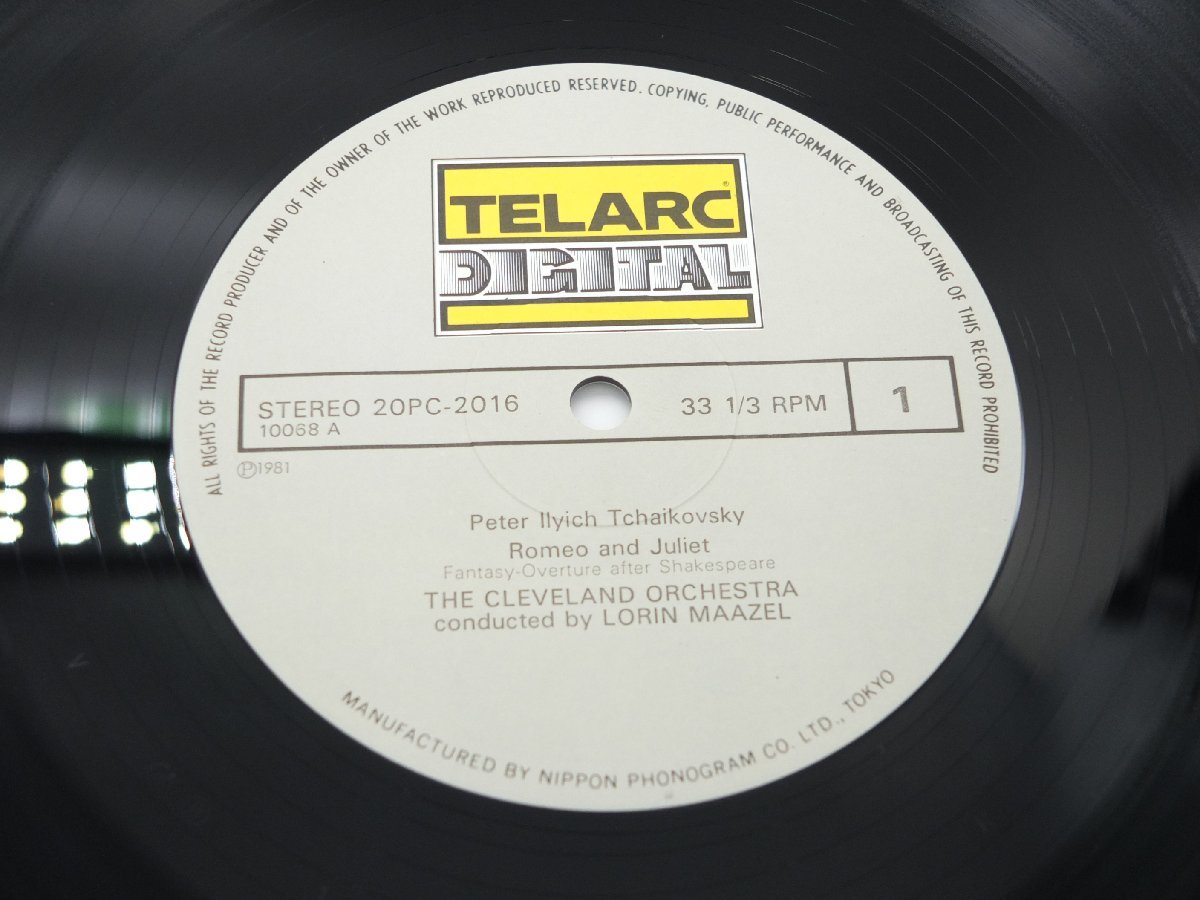 ALL RIGHTS OF THE RECORD PRODUCER AND OF THE OWNER OF THE WORK REPRODUCED RESERVED. COPYING, PUBLIC PERFORMANCE AND BROADCASTING OF THIS RECORD PROHIBITED
TELARC®
DIGITAL
STEREO 20PC-2016 33 1/3 RPM 1
10068 A
Ⓟ1981
Peter Ilyich Tchaikovsky
Romeo and Juliet
Fantasy-Overture after Shakespeare
THE CLEVELAND ORCHESTRA
conducted by LORIN MAAZEL
MANUFACTURED BY NIPPON PHONOGRAM CO. LTD., TOKYO